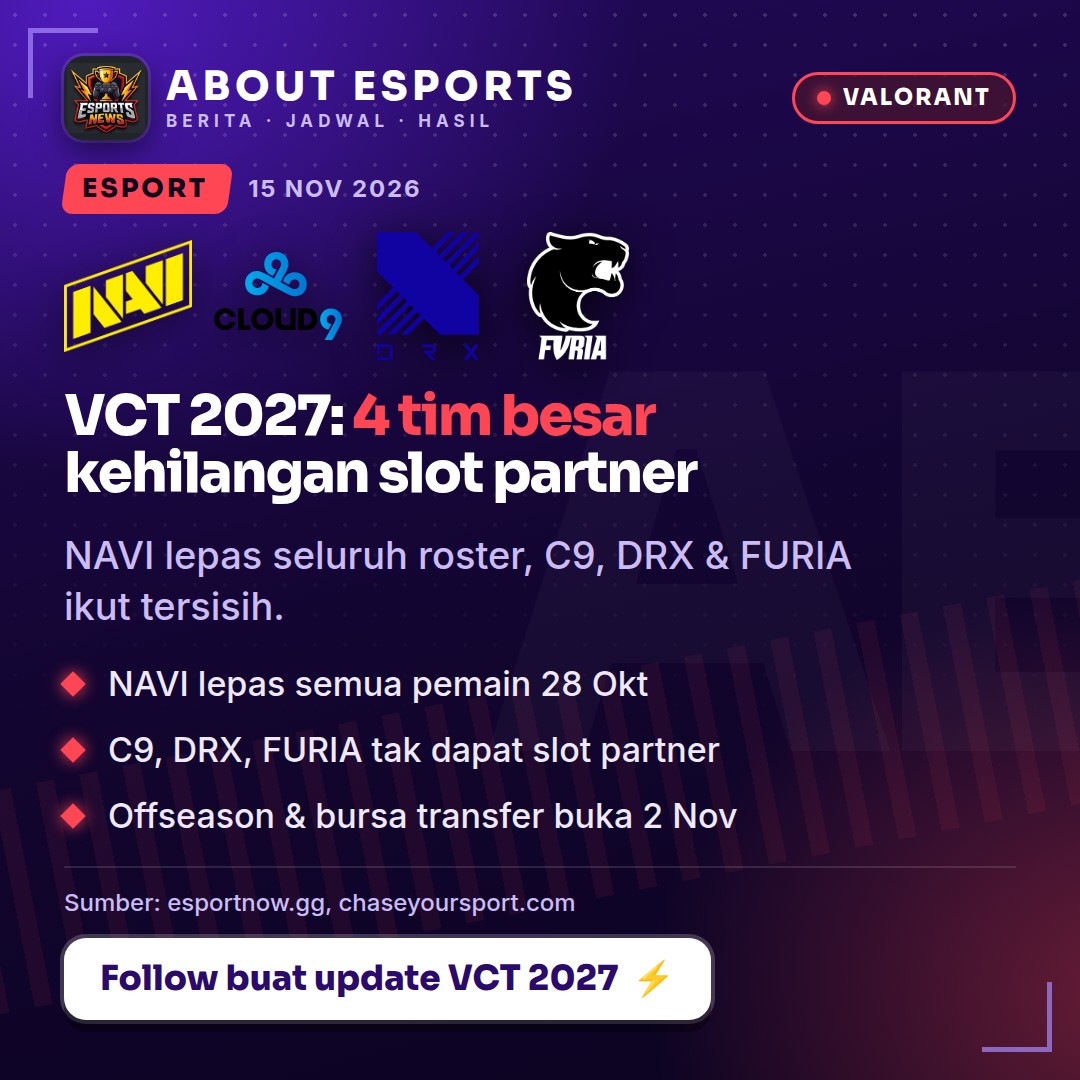 ESPORTS
NEWS
ABOUT ESPORTS
BERITA · JADWAL · HASIL
VALORANT
ESPORT
15 NOV 2026
NAVI
CLOUD9
DRX
FURIA
VCT 2027: 4 tim besar
kehilangan slot partner
NAVI lepas seluruh roster, C9, DRX & FURIA
ikut tersisih.
NAVI lepas semua pemain 28 Okt
C9, DRX, FURIA tak dapat slot partner
Offseason & bursa transfer buka 2 Nov
Sumber: esportnow.gg, chaseyoursport.com
Follow buat update VCT 2027 ⚡